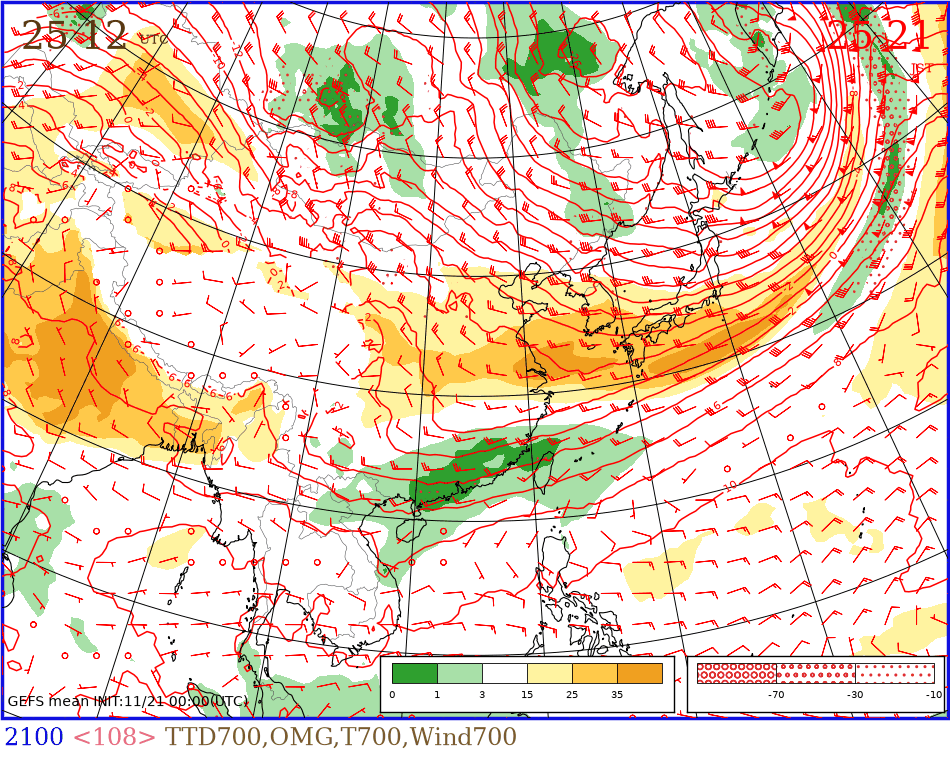 25 12 UTC
25 21
JST
GEFS mean INIT:11/21 00:00(UTC)
0 1 3 15 25 35
-70 -30 -10
2100 <108> TTD700,OMG,T700,Wind700